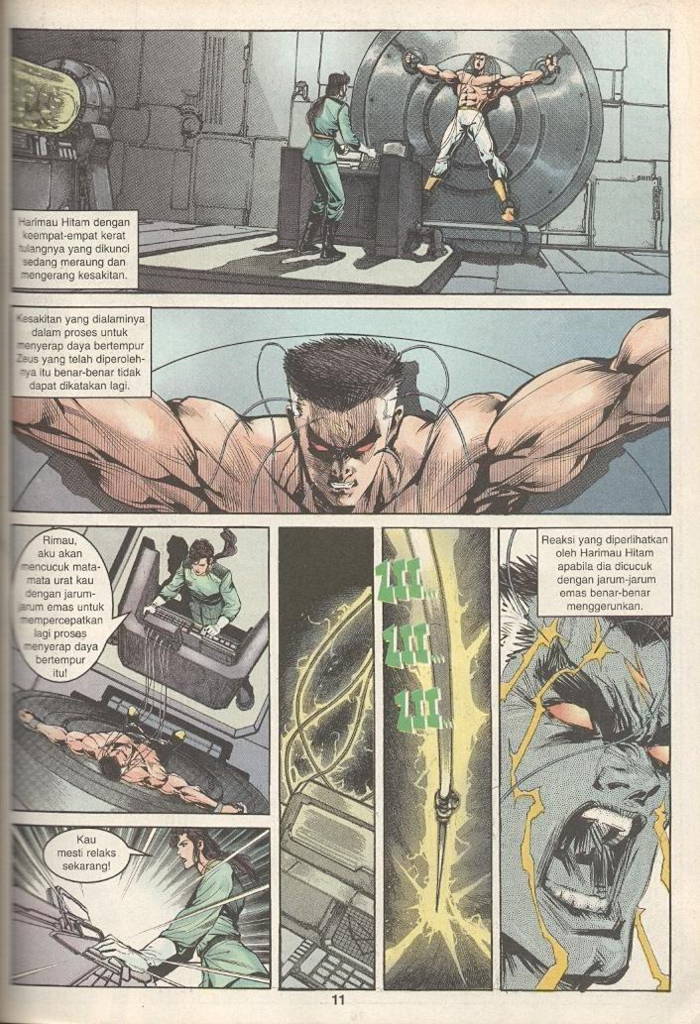 Harimau Hitam dengan
keempat-empat kerat
tulangnya yang dikunci
sedang meraung dan
mengerang kesakitan.
Kesakitan yang dialaminya
dalam proses untuk
menyerap daya bertempur
Zeus yang telah diperoleh-
nya itu benar-benar tidak
dapat dikatakan lagi.
Rimau,
aku akan
mencucuk mata-
mata urat kau
dengan jarum-
jarum emas untuk
mempercepatkan
lagi proses
menyerap daya
bertempur
itu!
Kau
mesti relaks
sekarang!
ZII...
ZII...
ZII...
Reaksi yang diperlihatkan
oleh Harimau Hitam
apabila dia dicucuk
dengan jarum-jarum
emas benar-benar
menggerunkan.
11